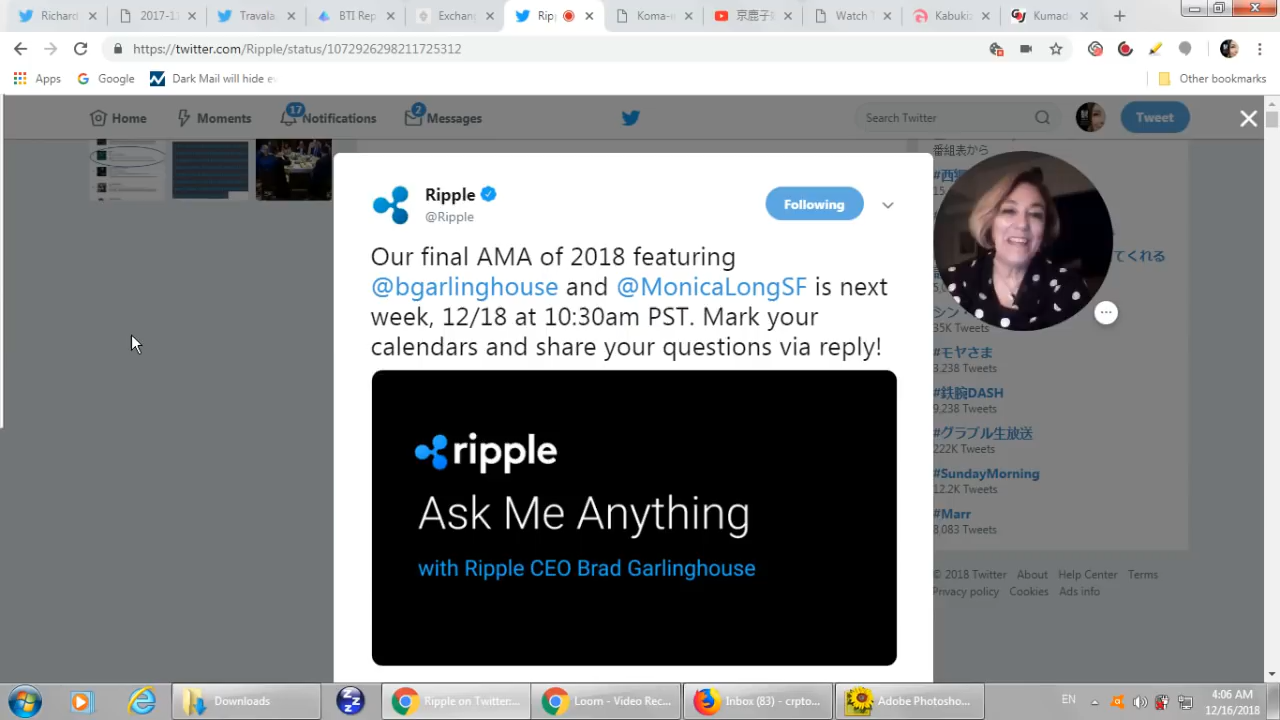 Richard
2017-1
Travala
BTI Rep
Exchan
Rip
Koma-
京鹿子
Watch T
Kabuki
Kumad
https://twitter.com/Ripple/status/1072926298211725312
Apps
Google
Dark Mail will hide e
Other bookmarks
Home
Moments
17
Notifications
2
Messages
Search Twitter
Tweet
番組表から
Ripple
@Ripple
Following
Our final AMA of 2018 featuring
@bgarlinghouse and @MonicaLongSF is next
week, 12/18 at 10:30am PST. Mark your
calendars and share your questions via reply!
ripple
Ask Me Anything
with Ripple CEO Brad Garlinghouse
てくれる
シン・
35K Tweets
#モヤさま
3,238 Tweets
#鉄腕DASH
9,238 Tweets
#グラブル生放送
222K Tweets
#SundayMorning
12.2K Tweets
#Marr
8,083 Tweets
© 2018 Twitter About Help Center Terms
Privacy policy Cookies Ads info
Downloads
Ripple on Twitter:...
Loom - Video Rec...
Inbox (83) - crpto...
Adobe Photosho...
EN
4:06 AM
12/16/2018